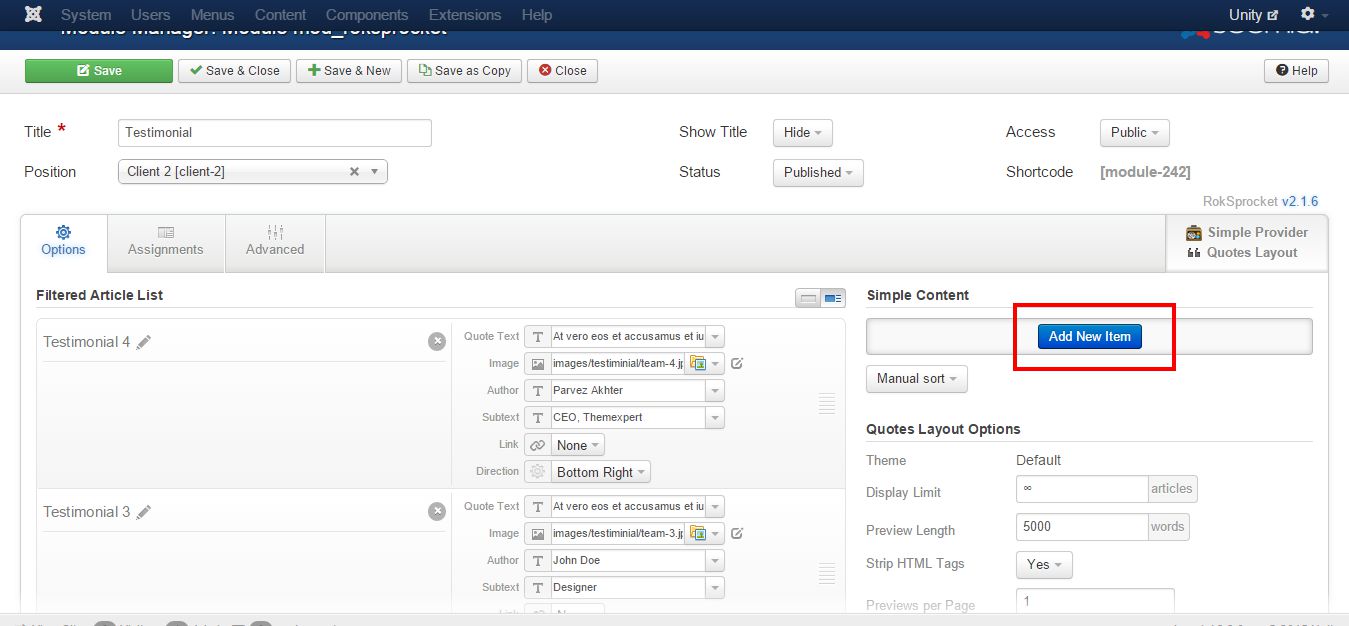 System Users Menus Content Components Extensions Help Unity
Module Manager: Module mod_roksprocket
Save Save & Close Save & New Save as Copy Close Help
Title * Testimonial Show Title Hide Access Public
Position Client 2 [client-2] Status Published Shortcode [module-242]
RokSprocket v2.1.6
Options Assignments Advanced
Simple Provider
Quotes Layout
Filtered Article List
Testimonial 4
Quote Text At vero eos et accusamus et iu
Image images/testiminial/team-4.jp
Author Parvez Akhter
Subtext CEO, Themexpert
Link None
Direction Bottom Right
Testimonial 3
Quote Text At vero eos et accusamus et iu
Image images/testiminial/team-3.jp
Author John Doe
Subtext Designer
Simple Content
Add New Item
Manual sort
Quotes Layout Options
Theme Default
Display Limit ∞ articles
Preview Length 5000 words
Strip HTML Tags Yes
Previews per Page 1